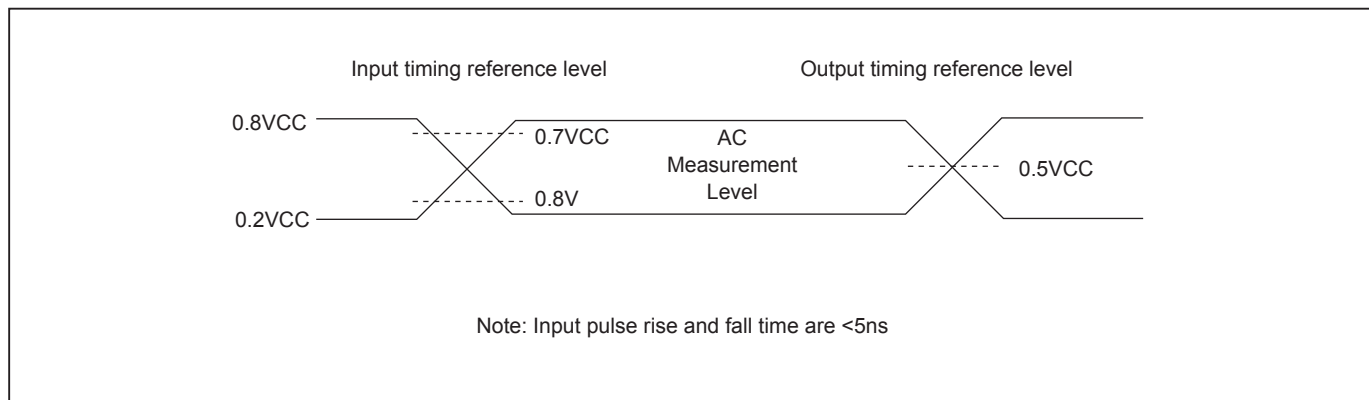 Input timing reference level
Output timing reference level
0.8VCC
0.7VCC
AC
Measurement
Level
0.5VCC
0.8V
0.2VCC
Note: Input pulse rise and fall time are <5ns